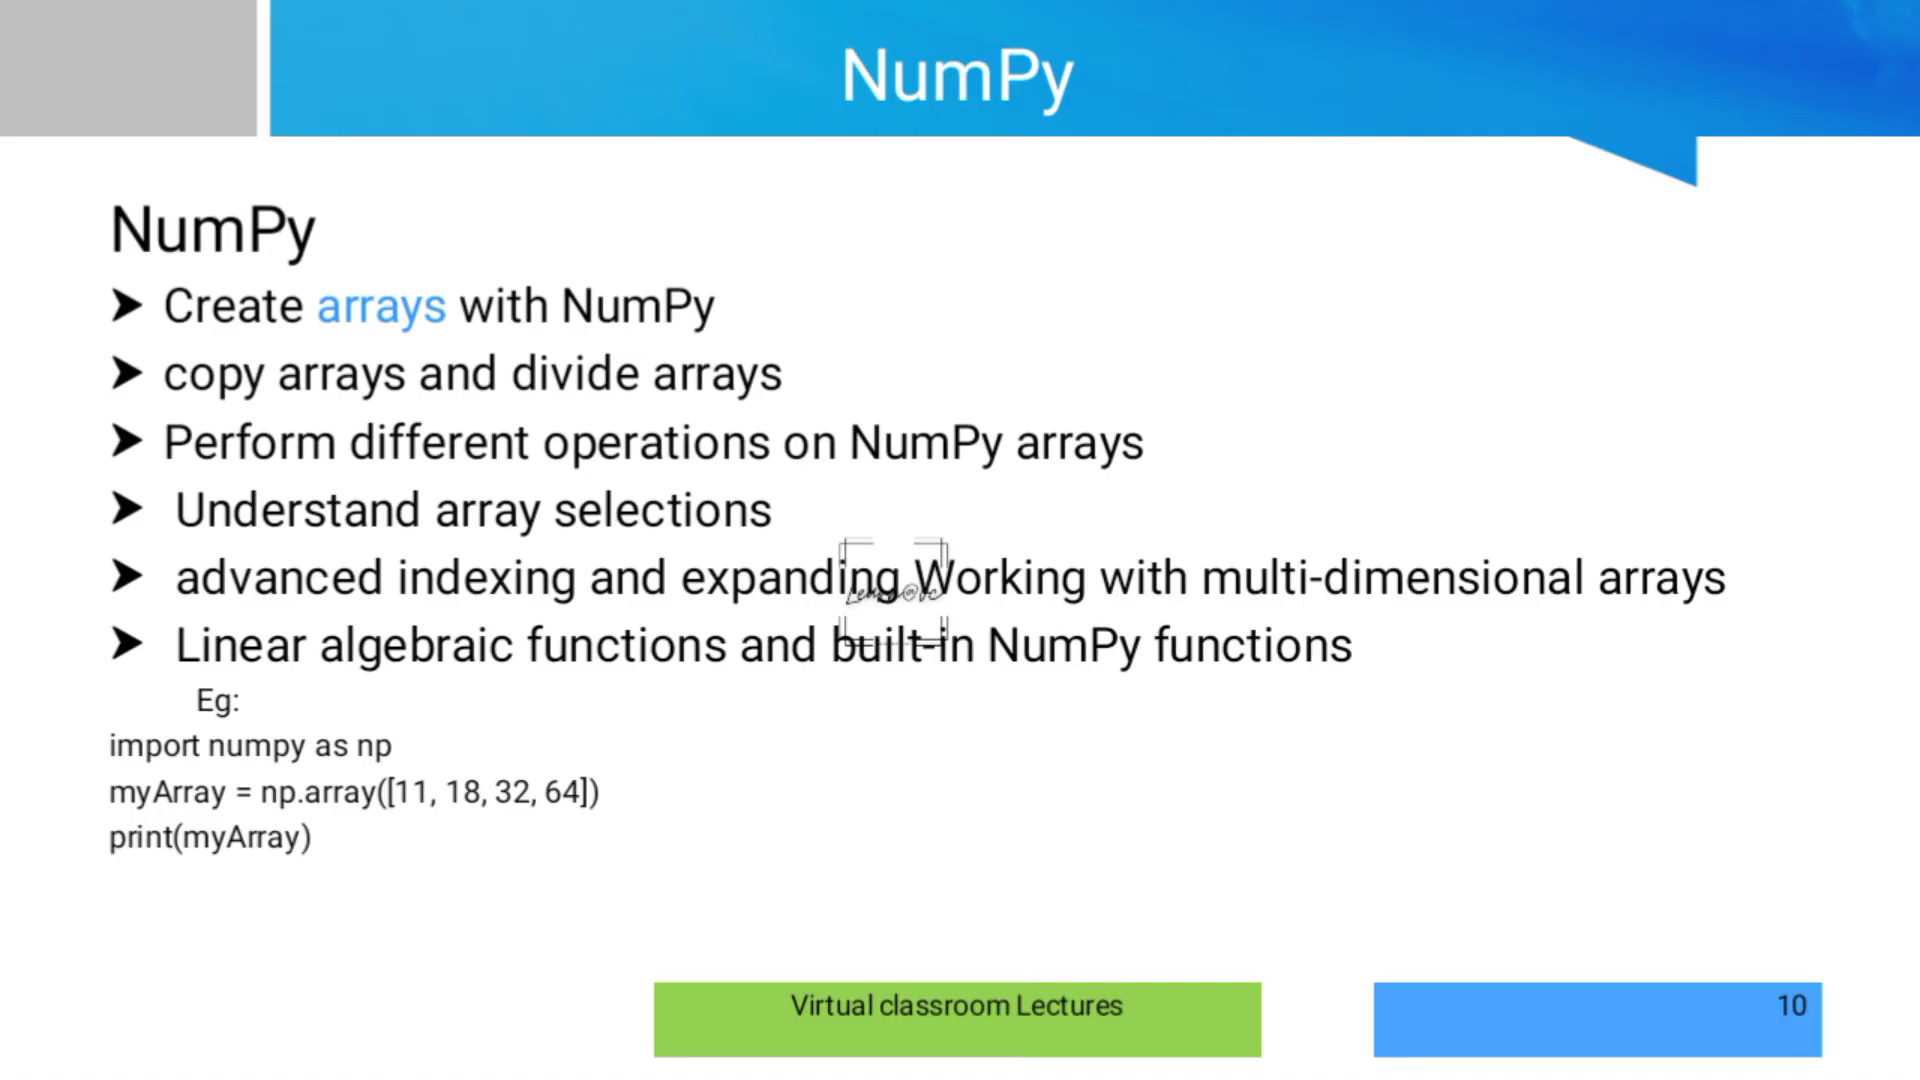 NumPy
NumPy
➤ Create arrays with NumPy
➤ copy arrays and divide arrays
➤ Perform different operations on NumPy arrays
➤ Understand array selections
➤ advanced indexing and expanding Working with multi-dimensional arrays
➤ Linear algebraic functions and built-in NumPy functions
Eg:
import numpy as np
myArray = np.array([11, 18, 32, 64])
print(myArray)
Virtual classroom Lectures
10